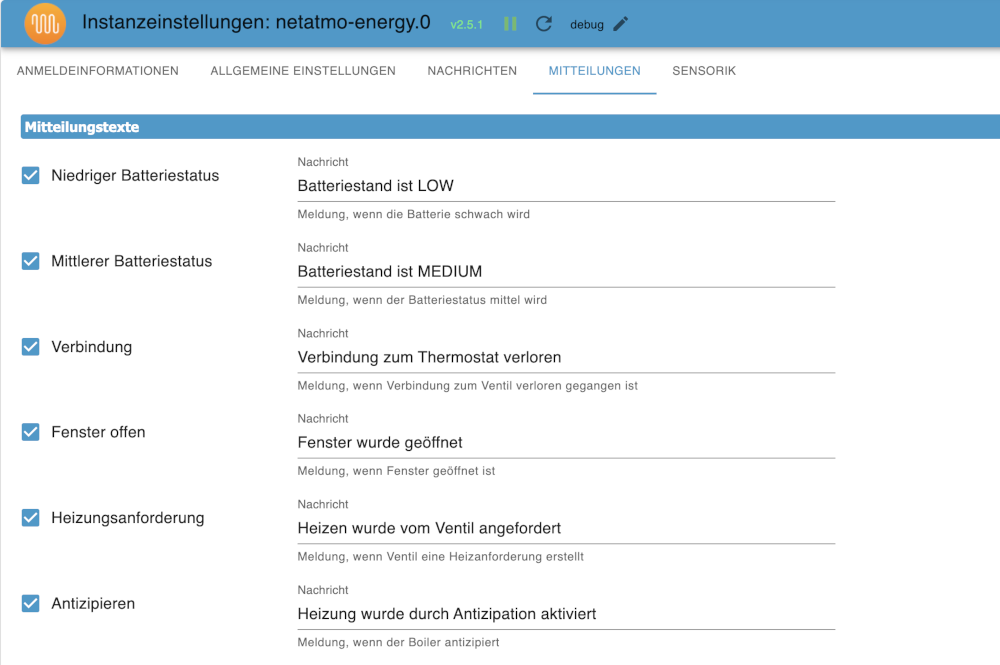 Instanzeinstellungen: netatmo-energy.0 v2.5.1 debug
ANMELDEINFORMATIONEN ALLGEMEINE EINSTELLUNGEN NACHRICHTEN MITTEILUNGEN SENSORIK
Mitteilungstexte
Niedriger Batteriestatus
Nachricht
Batteriestand ist LOW
Meldung, wenn die Batterie schwach wird
Mittlerer Batteriestatus
Nachricht
Batteriestand ist MEDIUM
Meldung, wenn der Batteriestatus mittel wird
Verbindung
Nachricht
Verbindung zum Thermostat verloren
Meldung, wenn Verbindung zum Ventil verloren gegangen ist
Fenster offen
Nachricht
Fenster wurde geöffnet
Meldung, wenn Fenster geöffnet ist
Heizungsanforderung
Nachricht
Heizen wurde vom Ventil angefordert
Meldung, wenn Ventil eine Heizanforderung erstellt
Antizipieren
Nachricht
Heizung wurde durch Antizipation aktiviert
Meldung, wenn der Boiler antizipiert